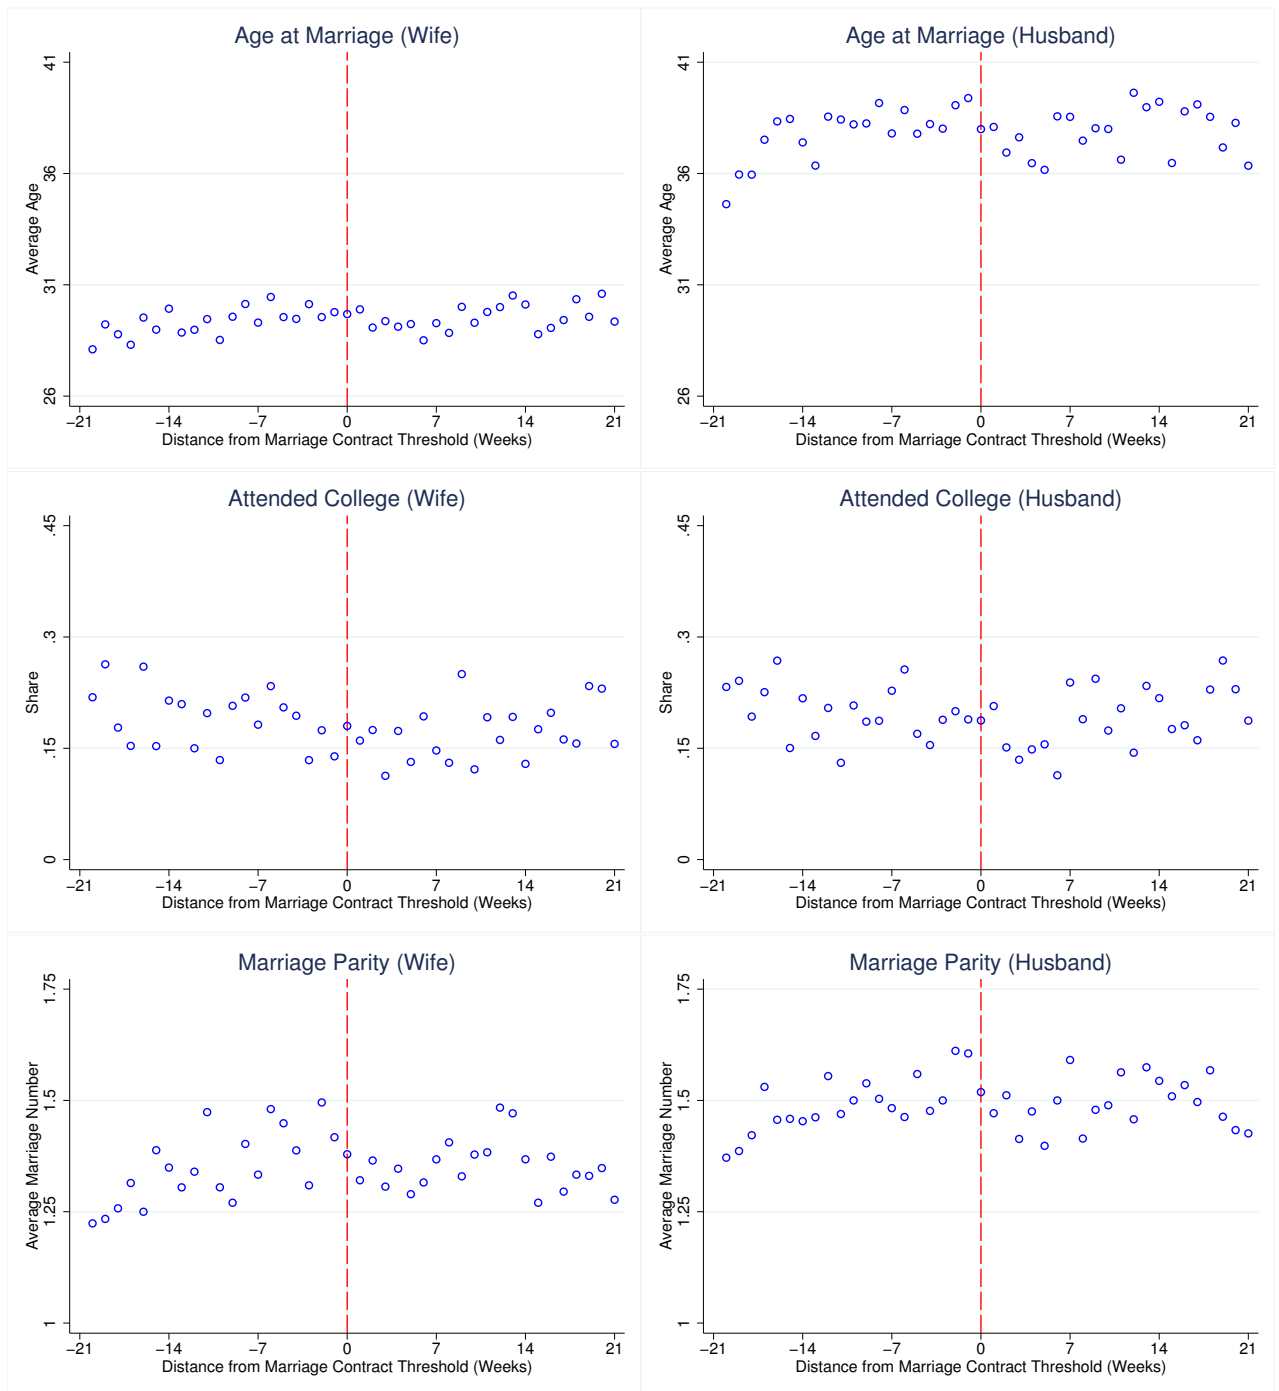 Age at Marriage (Wife)
Average Age
41
36
31
26
−21 −14 −7 0 7 14 21
Distance from Marriage Contract Threshold (Weeks)
Age at Marriage (Husband)
Average Age
41
36
31
26
−21 −14 −7 0 7 14 21
Distance from Marriage Contract Threshold (Weeks)
Attended College (Wife)
Share
.45
.3
.15
0
−21 −14 −7 0 7 14 21
Distance from Marriage Contract Threshold (Weeks)
Attended College (Husband)
Share
.45
.3
.15
0
−21 −14 −7 0 7 14 21
Distance from Marriage Contract Threshold (Weeks)
Marriage Parity (Wife)
Average Marriage Number
1.75
1.5
1.25
1
−21 −14 −7 0 7 14 21
Distance from Marriage Contract Threshold (Weeks)
Marriage Parity (Husband)
Average Marriage Number
1.75
1.5
1.25
1
−21 −14 −7 0 7 14 21
Distance from Marriage Contract Threshold (Weeks)